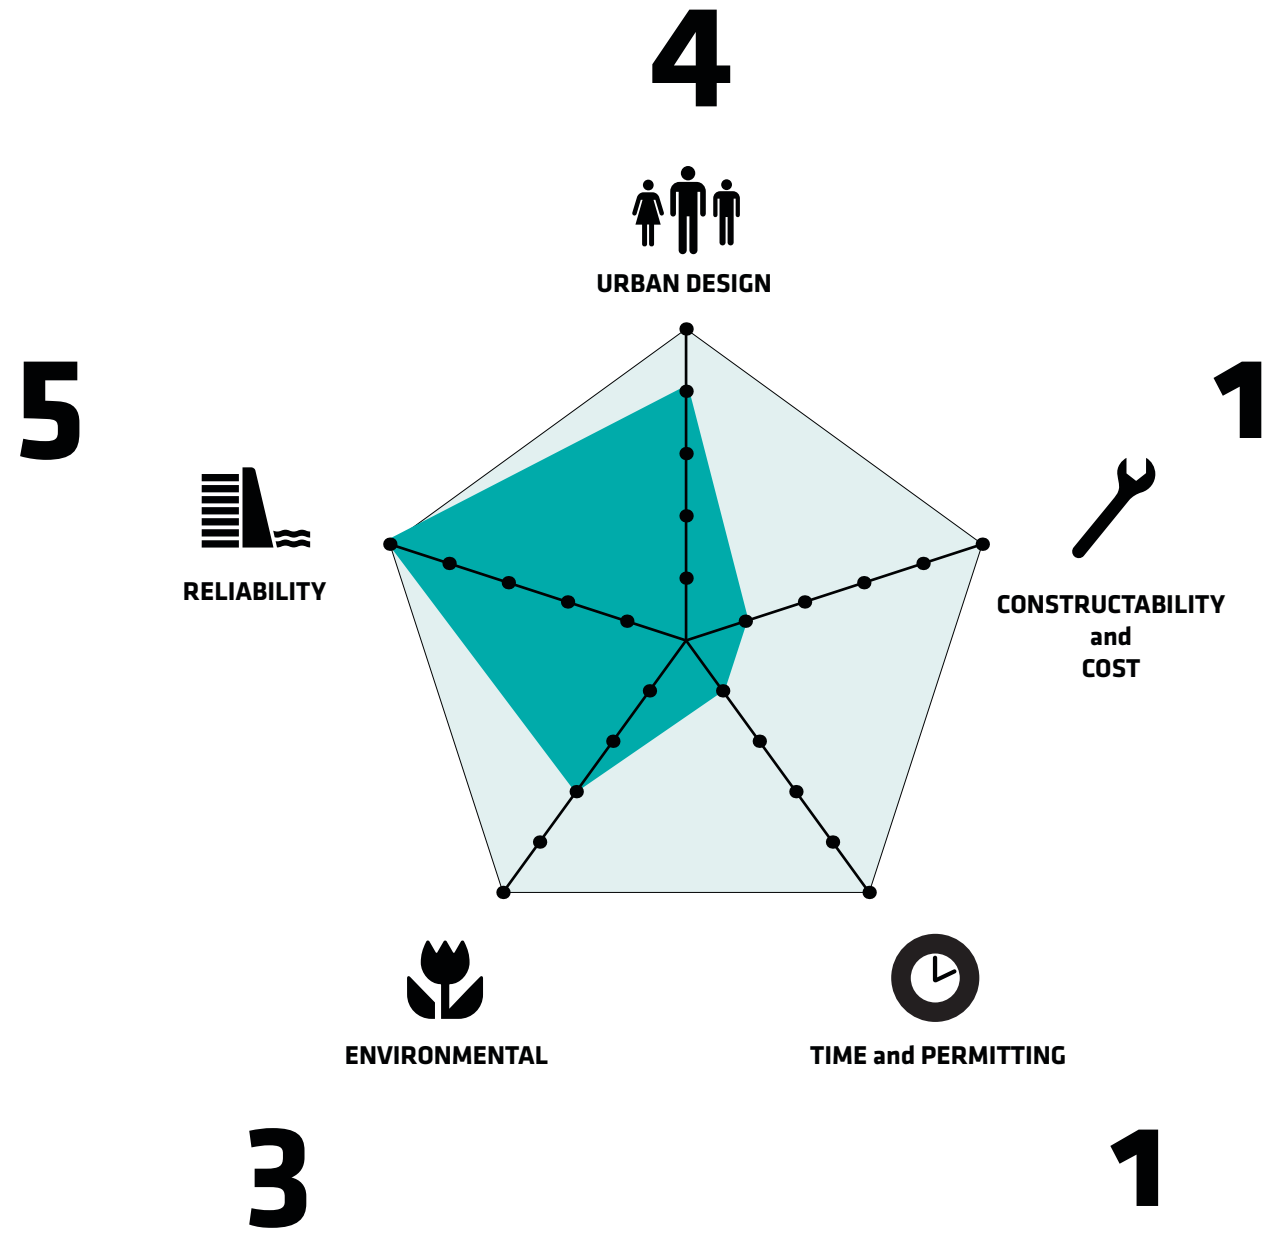 4
URBAN DESIGN
5
1
RELIABILITY
CONSTRUCTABILITY
and
COST
ENVIRONMENTAL
TIME and PERMITTING
3
1